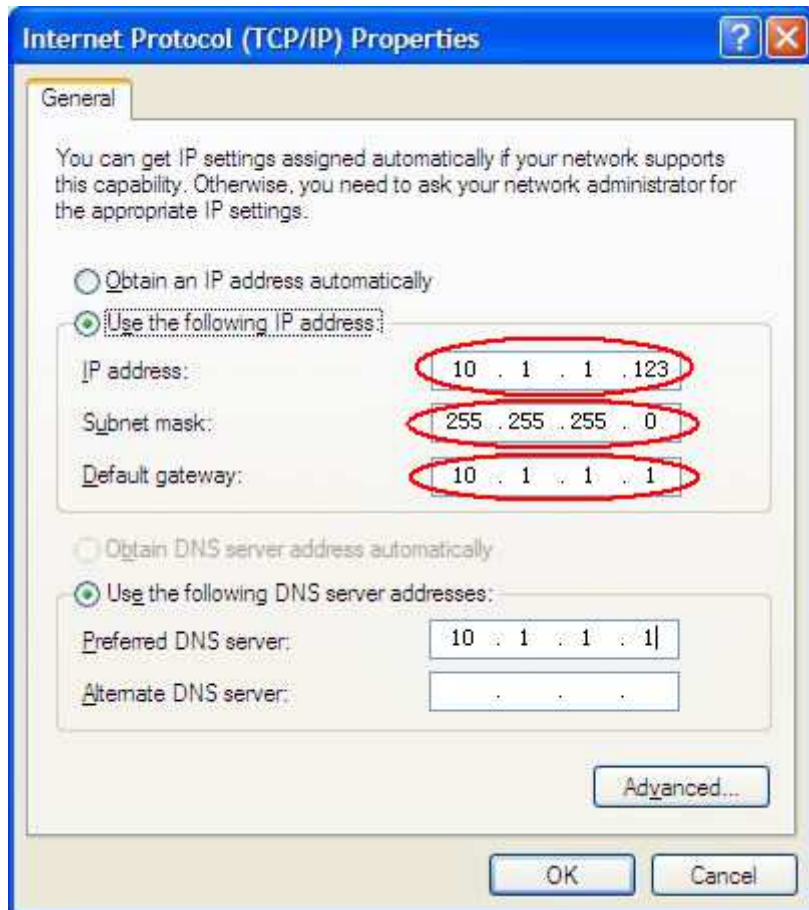 Internet Protocol (TCP/IP) Properties
General
You can get IP settings assigned automatically if your network supports
this capability. Otherwise, you need to ask your network administrator for
the appropriate IP settings.
Obtain an IP address automatically
Use the following IP address:
IP address: 10 . 1 . 1 . 123
Subnet mask: 255 . 255 . 255 . 0
Default gateway: 10 . 1 . 1 . 1
Obtain DNS server address automatically
Use the following DNS server addresses:
Preferred DNS server: 10 . 1 . 1 . 1
Alternate DNS server: . . .
Advanced...
OK Cancel